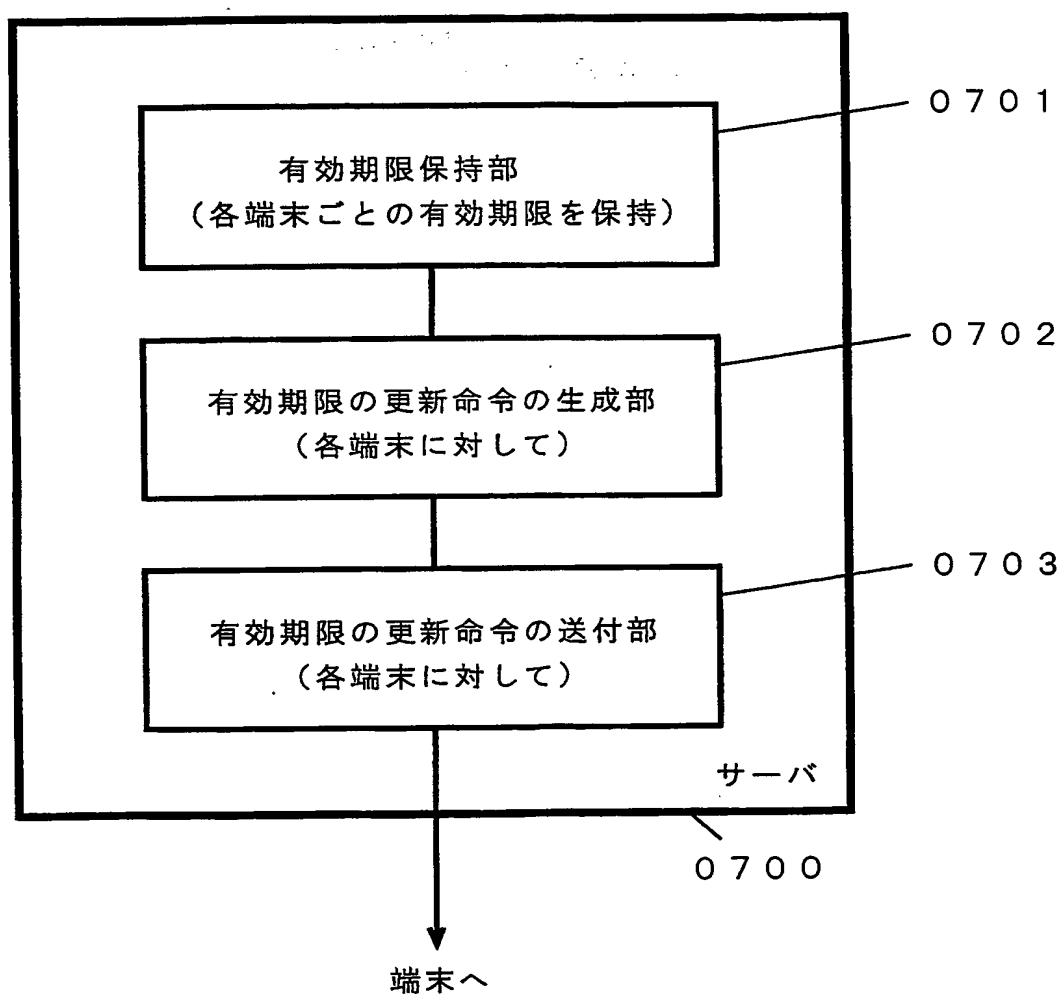 0701
有効期限保持部
（各端末ごとの有効期限を保持）
0702
有効期限の更新命令の生成部
（各端末に対して）
0703
有効期限の更新命令の送付部
（各端末に対して）
サーバ
0700
端末へ